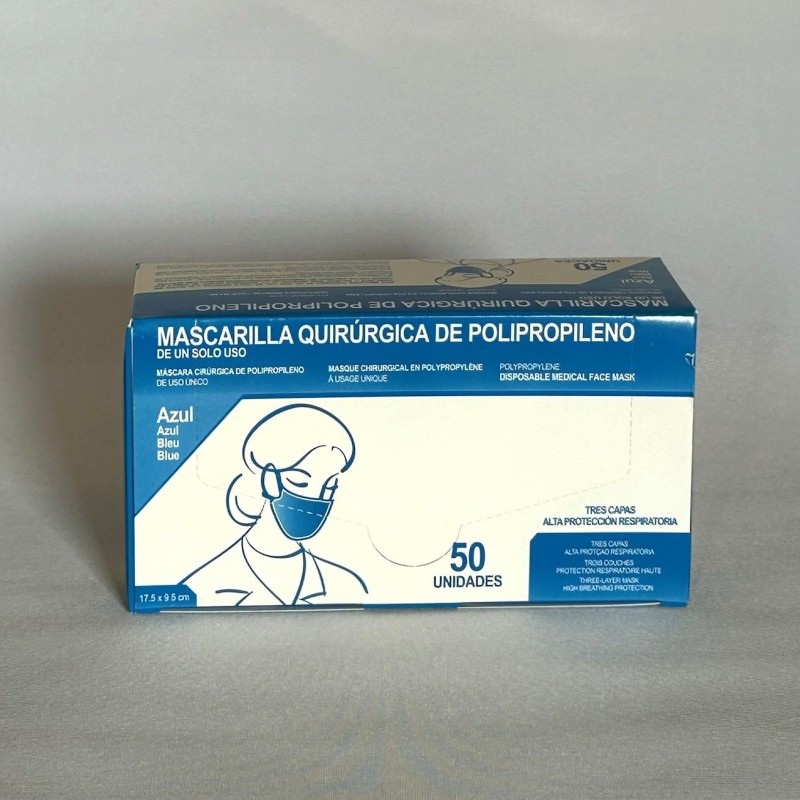 50
UNIDADES
Azul
MASCARILLA QUIRÚRGICA DE POLIPROPILENO
DE UN SOLO USO
MASCARILLA QUIRÚRGICA DE POLIPROPILENO
DE UN SOLO USO
MÁSCARA CIRÚRGICA DE POLIPROPILENO
DE USO ÚNICO
MASQUE CHIRURGICAL EN POLYPROPYLÈNE
À USAGE UNIQUE
POLYPROPYLENE
DISPOSABLE MEDICAL FACE MASK
Azul
Azul
Bleu
Blue
TRES CAPAS
ALTA PROTECCIÓN RESPIRATORIA
50
UNIDADES
TRES CAPAS
ALTA PROTÇAO RESPIRATORIA
TROIS COUCHES
PROTECTION RESPIRATOIRE HAUTE
THREE-LAYER MASK
HIGH BREATHING PROTECTION
17.5 x 9.5 cm